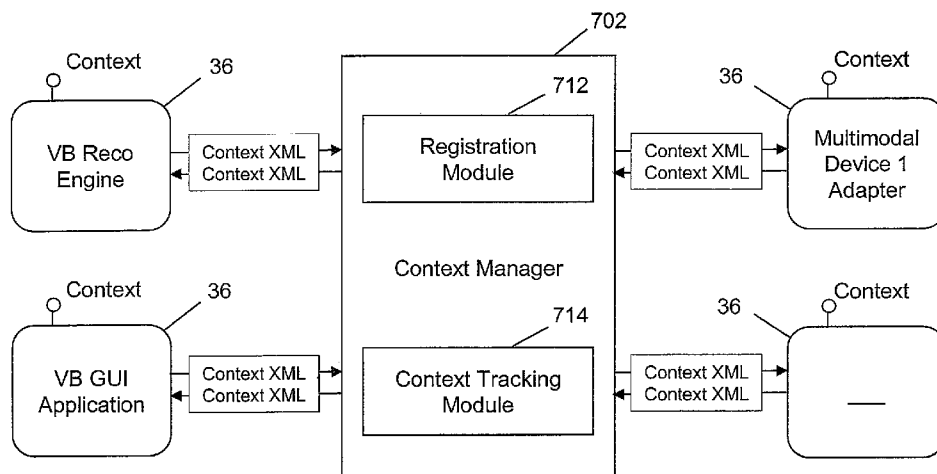 702
Context
36
VB Reco
Engine
Context XML
Context XML
712
Registration
Module
Context XML
Context XML
Context
36
Multimodal
Device 1
Adapter
Context Manager
Context
36
VB GUI
Application
Context XML
Context XML
714
Context Tracking
Module
Context XML
Context XML
Context
36